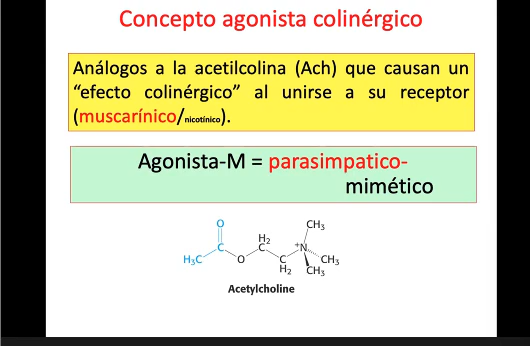 Concepto agonista colinérgico
Análogos a la acetilcolina (Ach) que causan un
“efecto colinérgico” al unirse a su receptor
(muscarínico/nicotínico).
Agonista-M = parasimpatico-
mimético
O
CH₃
H₂
C
C
⁺N
H₃C
O
C
CH₃
H₂
CH₃
Acetylcholine